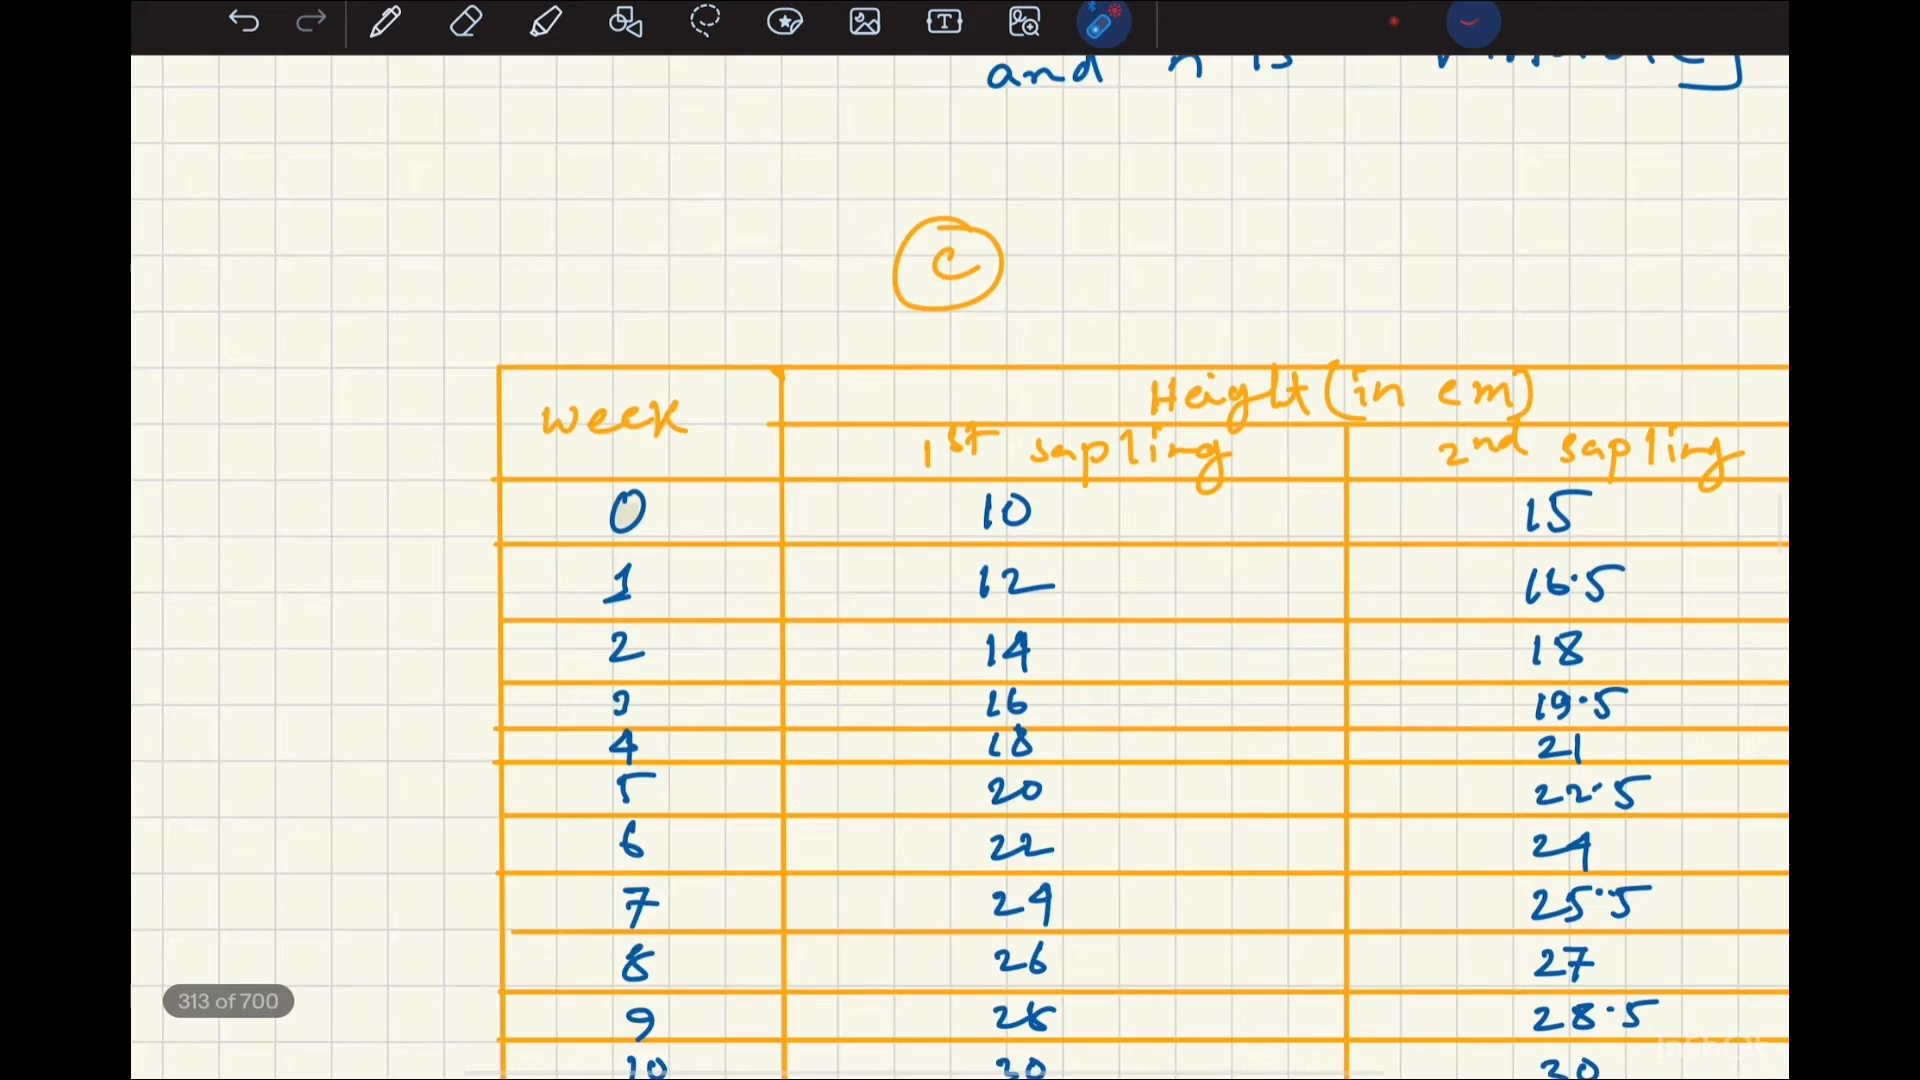 and n is
c
Height (in cm)
week
1st sapling 2nd sapling
0 10 15
1 12 16.5
2 14 18
3 16 19.5
4 18 21
5 20 22.5
6 22 24
7 24 25.5
8 26 27
9 28 28.5
10 30 30
313 of 700
InShOt